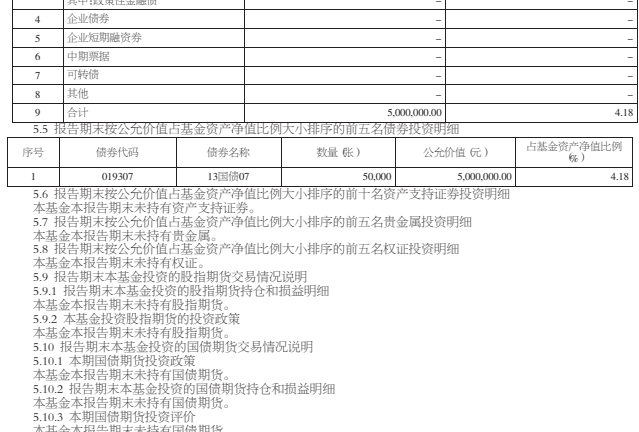 其中:政策性金融债 – –
4 企业债券 – –
5 企业短期融资券 – –
6 中期票据 – –
7 可转债 – –
8 其他 – –
9 合计 5,000,000.00 4.18
5.5 报告期末按公允价值占基金资产净值比例大小排序的前五名债券投资明细
序号 债券代码 债券名称 数量(张) 公允价值(元) 占基金资产净值比例
(%)
1 019307 13国债07 50,000 5,000,000.00 4.18
5.6 报告期末按公允价值占基金资产净值比例大小排序的前十名资产支持证券投资明细
本基金本报告期末未持有资产支持证券。
5.7 报告期末按公允价值占基金资产净值比例大小排序的前五名贵金属投资明细
本基金本报告期末未持有贵金属。
5.8 报告期末按公允价值占基金资产净值比例大小排序的前五名权证投资明细
本基金本报告期末未持有权证。
5.9 报告期末本基金投资的股指期货交易情况说明
5.9.1 报告期末本基金投资的股指期货持仓和损益明细
本基金本报告期末未持有股指期货。
5.9.2 本基金投资股指期货的投资政策
本基金本报告期末未持有股指期货。
5.10 报告期末本基金投资的国债期货交易情况说明
5.10.1 本期国债期货投资政策
本基金本报告期末未持有国债期货。
5.10.2 报告期末本基金投资的国债期货持仓和损益明细
本基金本报告期末未持有国债期货。
5.10.3 本期国债期货投资评价
本基金本报告期末未持有国债期货。